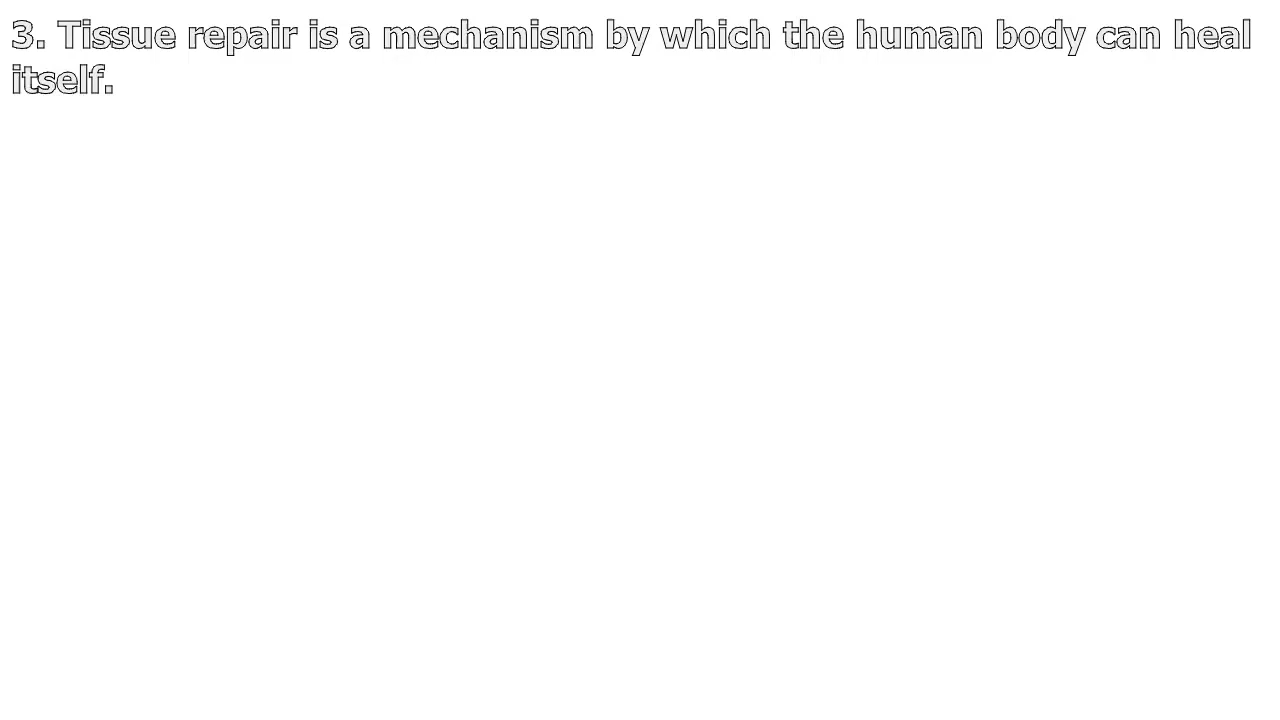 3. Tissue repair is a mechanism by which the human body can heal
itself.